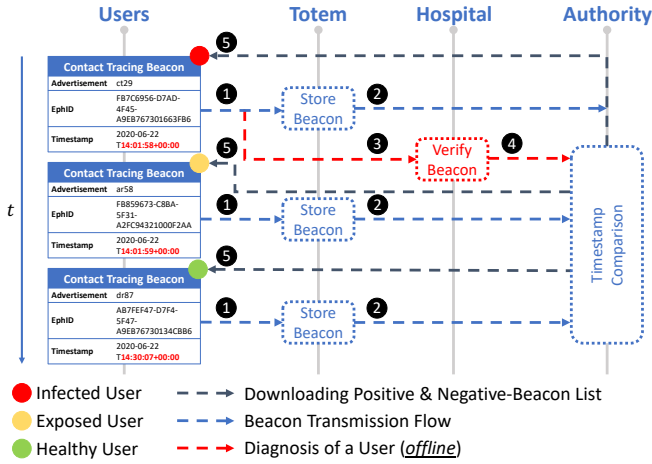 Users Totem Hospital Authority
5
Contact Tracing Beacon
Advertisement ct29
EphID FB7C6956-D7AD-
4F45-
A9EB767301663FB6
Timestamp 2020-06-22
T14:01:58+00:00
1 Store
Beacon 2
3 Verify
Beacon 4
5
Contact Tracing Beacon
Advertisement ar58
EphID FB859673-C8BA-
5F31-
A2FC94321000F2AA
Timestamp 2020-06-22
T14:01:59+00:00
1 Store
Beacon 2
t
5
Contact Tracing Beacon
Advertisement dr87
EphID AB7FEF47-D7F4-
5F47-
A9EB76730134CBB6
Timestamp 2020-06-22
T14:30:07+00:00
1 Store
Beacon 2
Timestamp
Comparison
Infected User Downloading Positive & Negative-Beacon List
Exposed User Beacon Transmission Flow
Healthy User Diagnosis of a User (offline)